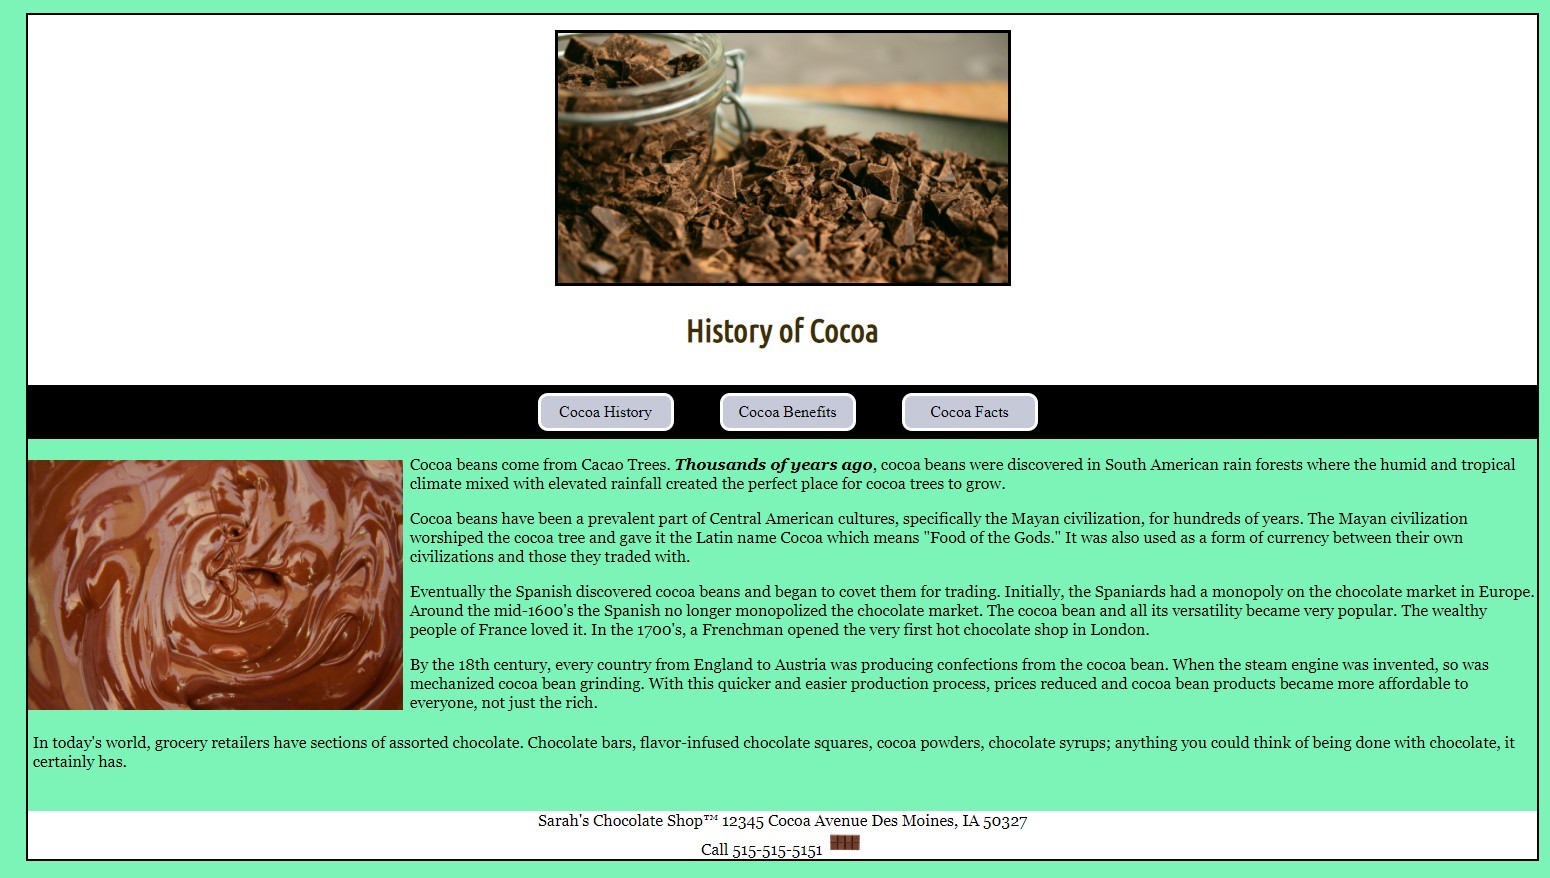 History of Cocoa
Cocoa History
Cocoa Benefits
Cocoa Facts
Cocoa beans come from Cacao Trees. Thousands of years ago, cocoa beans were discovered in South American rain forests where the humid and tropical
climate mixed with elevated rainfall created the perfect place for cocoa trees to grow.
Cocoa beans have been a prevalent part of Central American cultures, specifically the Mayan civilization, for hundreds of years. The Mayan civilization
worshiped the cocoa tree and gave it the Latin name Cocoa which means "Food of the Gods." It was also used as a form of currency between their own
civilizations and those they traded with.
Eventually the Spanish discovered cocoa beans and began to covet them for trading. Initially, the Spaniards had a monopoly on the chocolate market in Europe.
Around the mid-1600's the Spanish no longer monopolized the chocolate market. The cocoa bean and all its versatility became very popular. The wealthy
people of France loved it. In the 1700's, a Frenchman opened the very first hot chocolate shop in London.
By the 18th century, every country from England to Austria was producing confections from the cocoa bean. When the steam engine was invented, so was
mechanized cocoa bean grinding. With this quicker and easier production process, prices reduced and cocoa bean products became more affordable to
everyone, not just the rich.
In today's world, grocery retailers have sections of assorted chocolate. Chocolate bars, flavor-infused chocolate squares, cocoa powders, chocolate syrups; anything you could think of being done with chocolate, it
certainly has.
Sarah's Chocolate Shop™ 12345 Cocoa Avenue Des Moines, IA 50327
Call 515-515-5151